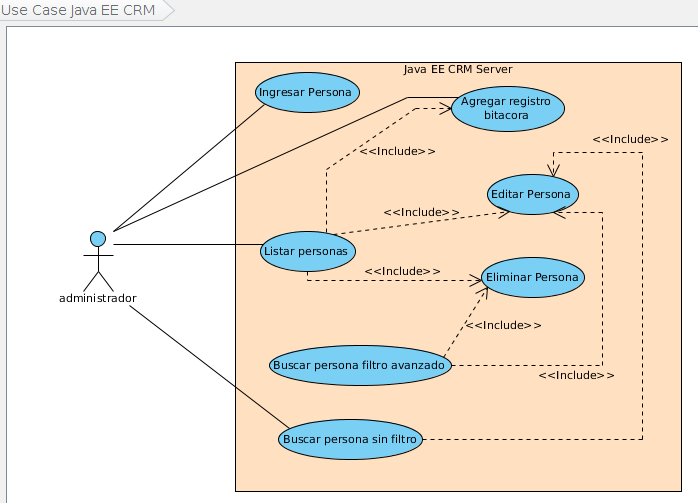 Use Case Java EE CRM
Java EE CRM Server
Ingresar Persona
Agregar registro
bitacora
<<Include>>
<<Include>>
Editar Persona
<<Include>>
Listar personas
<<Include>>
Eliminar Persona
administrador
<<Include>>
Buscar persona filtro avanzado
<<Include>>
Buscar persona sin filtro